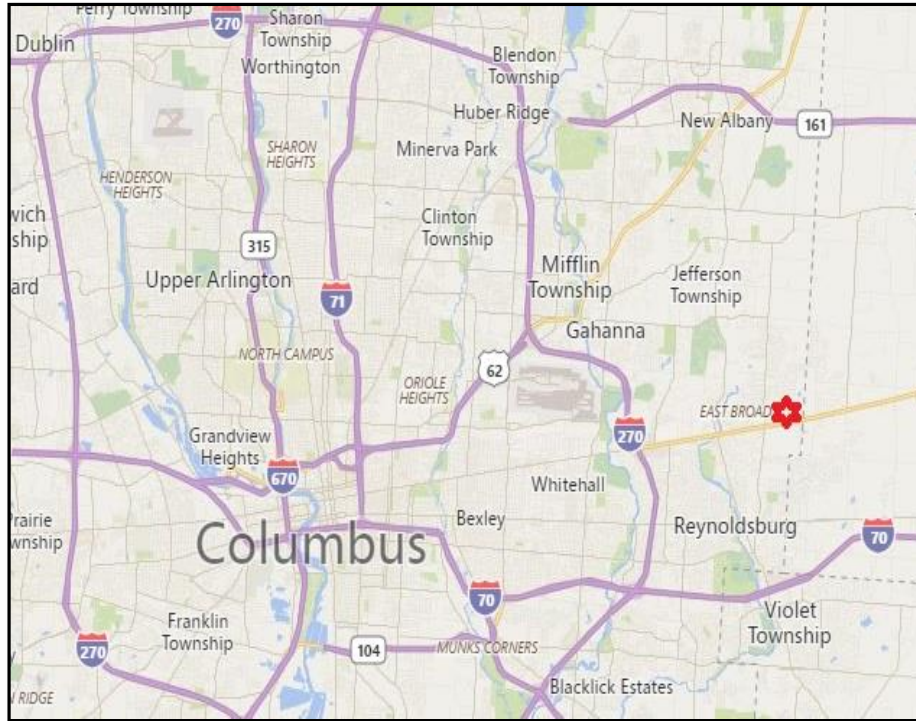 Perry Township
270
Sharon
Township
Dublin
Worthington
Blendon
Township
Huber Ridge
New Albany
161
SHARON
HEIGHTS
Minerva Park
HENDERSON
HEIGHTS
wich
ship
Clinton
Township
315
Mifflin
Township
Jefferson
Township
ard
Upper Arlington
71
Gahanna
NORTH CAMPUS
62
ORIOLE
HEIGHTS
EAST BROAD
270
Grandview
Heights
670
Whitehall
Prairie
wnship
Bexley
Reynoldsburg
70
Columbus
70
Franklin
Township
Violet
Township
104
MUNKS CORNERS
270
Blacklick Estates
N RIDGE